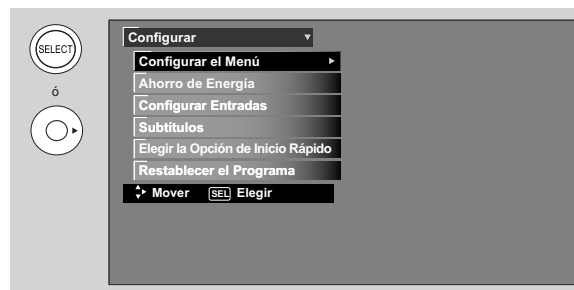 SELECT
ó
Configurar
Configurar el Menú
Ahorro de Energía
Configurar Entradas
Subtítulos
Elegir la Opción de Inicio Rápido
Restablecer el Programa
Mover SEL Elegir